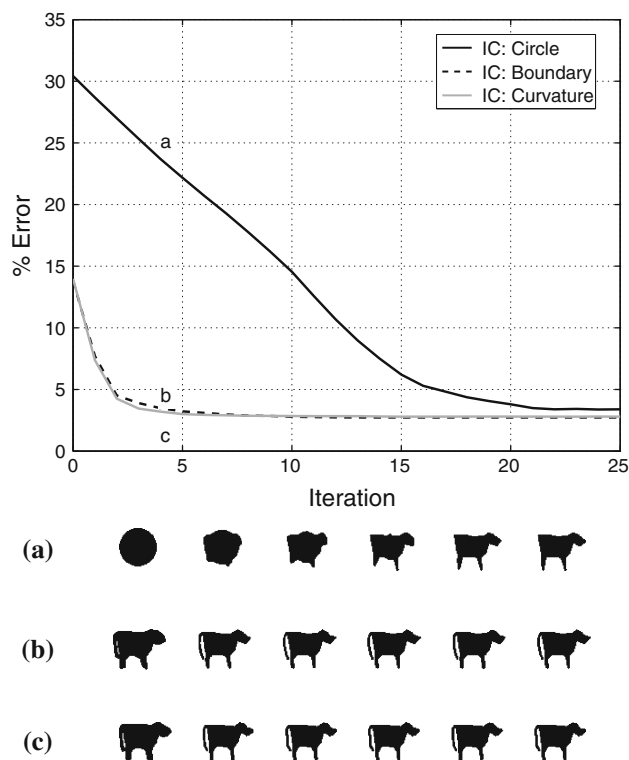 35
30
25
20
15
10
5
0
% Error
IC: Circle
IC: Boundary
IC: Curvature
a
b
c
0 5 10 15 20 25
Iteration
(a)
(b)
(c)